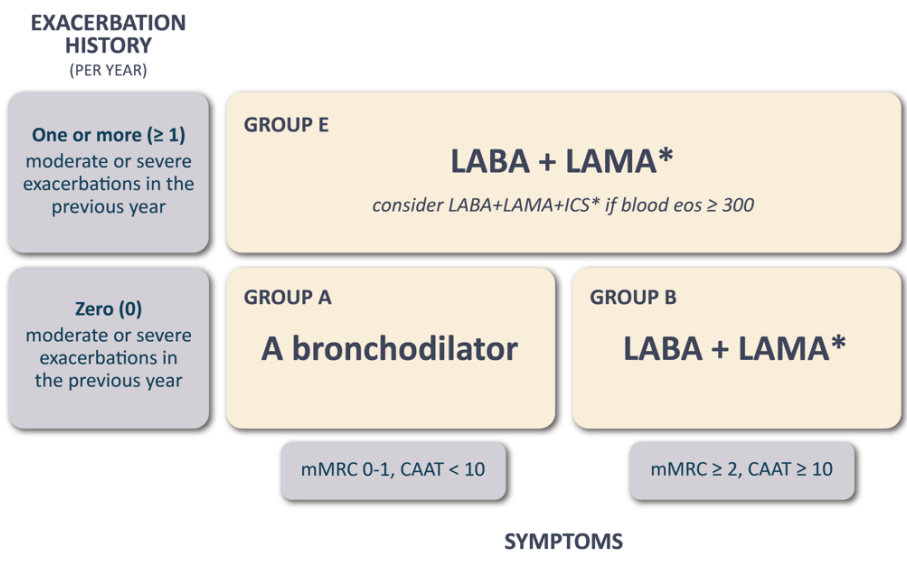 EXACERBATION
HISTORY
(PER YEAR)
One or more (≥ 1)
moderate or severe
exacerbations in the
previous year
GROUP E
LABA + LAMA*
consider LABA+LAMA+ICS* if blood eos ≥ 300
Zero (0)
moderate or severe
exacerbations in
the previous year
GROUP A
A bronchodilator
GROUP B
LABA + LAMA*
mMRC 0-1, CAAT < 10
mMRC ≥ 2, CAAT ≥ 10
SYMPTOMS